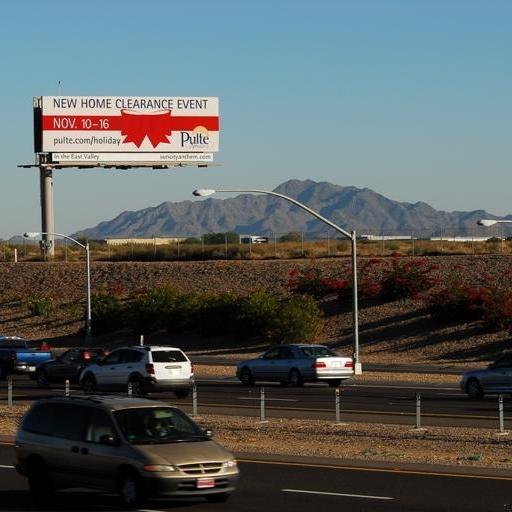 NEW HOME CLEARANCE EVENT
NOV. 10-16
pulte.com/holiday
Pulte
In the East Valley
suncityanthem.com